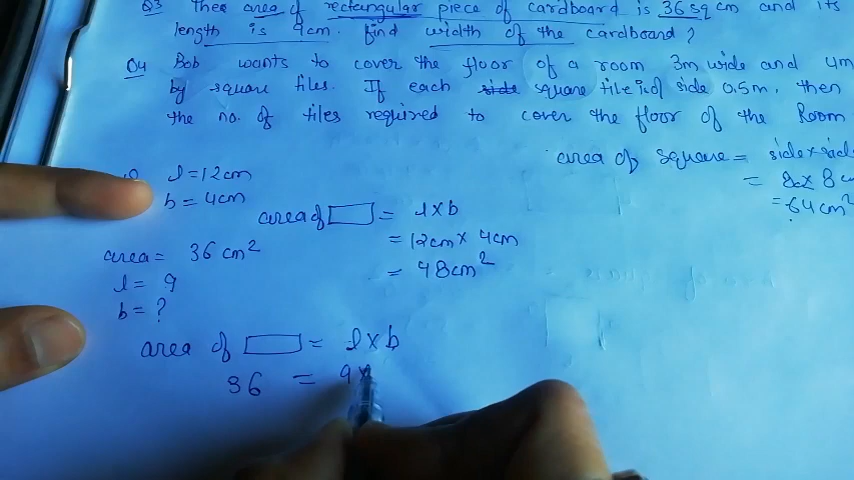 Q3 Thee area of rectangular piece of cardboard is 36 sq cm and its
length is 9cm. find width of the cardboard?
Q4 Bob wants to cover the floor of a room 3m wide and 4m
by square tiles. If each square tile is of side 0.5m, then
the no. of tiles required to cover the floor of the Room
area of square = side × side
l = 12cm
= 8 × 8 cm
b = 4cm
= 64 cm²
area of = l × b
= 12cm × 4cm
= 48cm²
area = 36 cm²
l = 9
b = ?
area of = l × b
36 = 9 ×